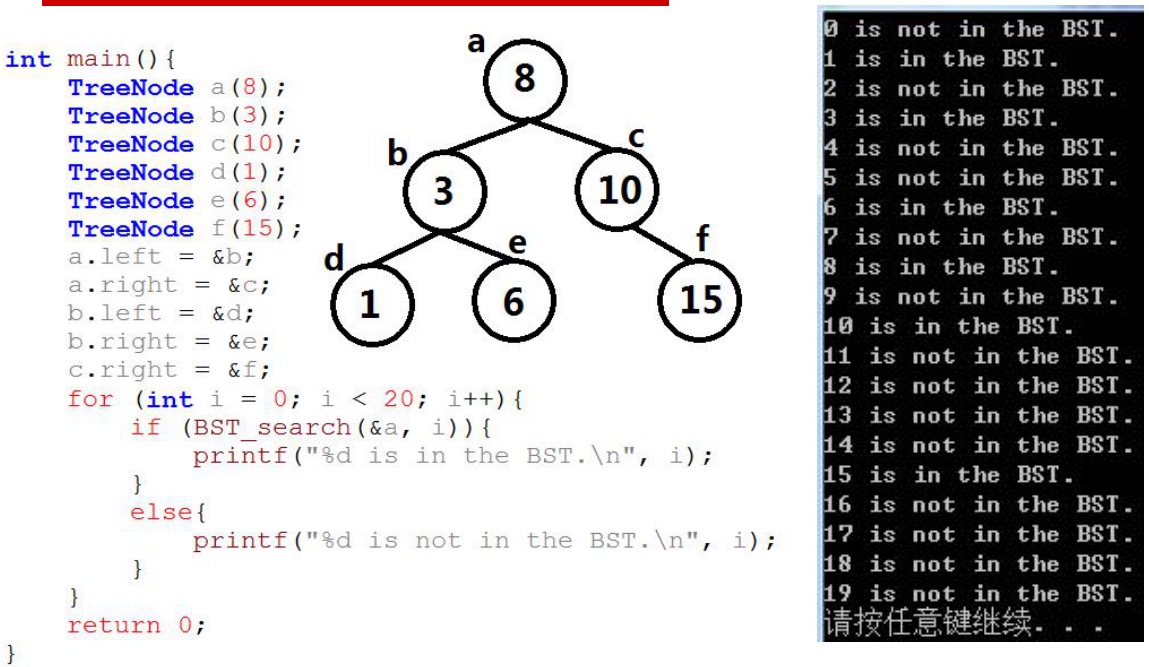 int main(){
TreeNode a(8);
TreeNode b(3);
TreeNode c(10);
TreeNode d(1);
TreeNode e(6);
TreeNode f(15);
a.left = &b;
a.right = &c;
b.left = &d;
b.right = &e;
c.right = &f;
for (int i = 0; i < 20; i++){
if (BST_search(&a, i)){
printf("%d is in the BST.\n", i);
}
else{
printf("%d is not in the BST.\n", i);
}
}
return 0;
}
a
8
b
c
3
10
d
e
f
1
6
15
0 is not in the BST.
1 is in the BST.
2 is not in the BST.
3 is in the BST.
4 is not in the BST.
5 is not in the BST.
6 is in the BST.
7 is not in the BST.
8 is in the BST.
9 is not in the BST.
10 is in the BST.
11 is not in the BST.
12 is not in the BST.
13 is not in the BST.
14 is not in the BST.
15 is in the BST.
16 is not in the BST.
17 is not in the BST.
18 is not in the BST.
19 is not in the BST.
请按任意键继续. . .